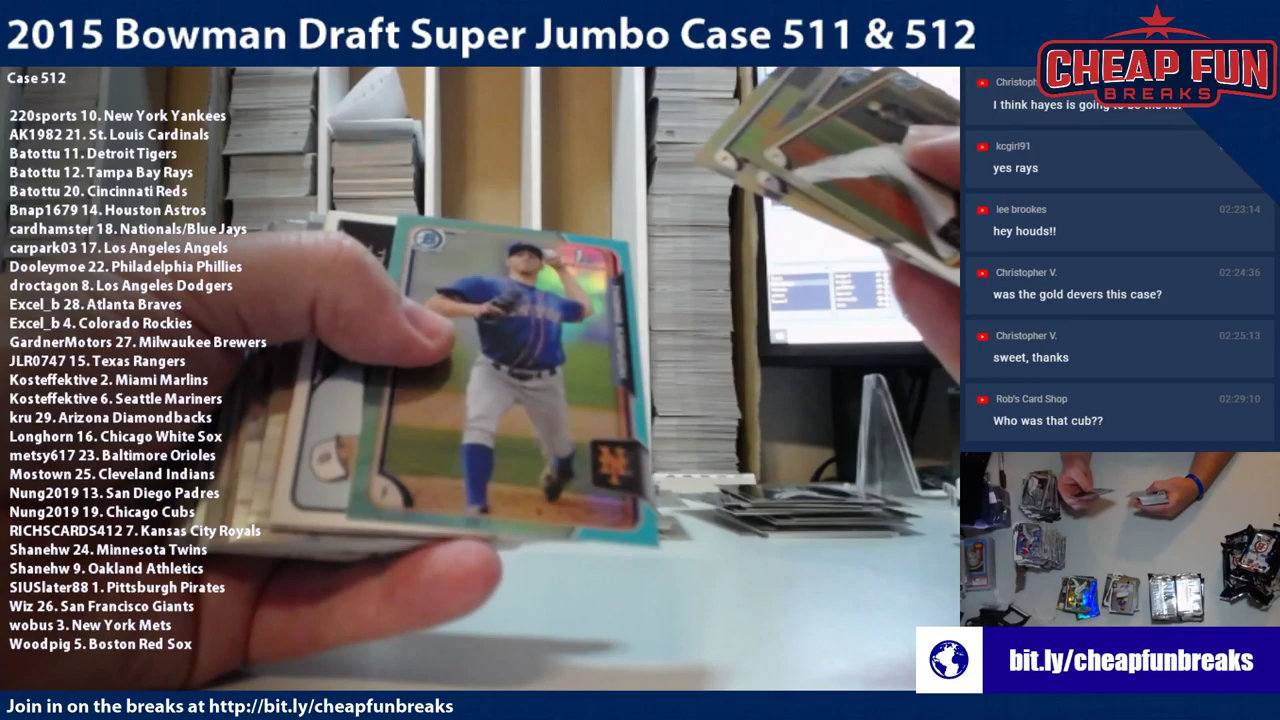 2015 Bowman Draft Super Jumbo Case 511 & 512
CHEAP FUN
BREAKS
Case 512
220sports 10. New York Yankees
AK1982 21. St. Louis Cardinals
Batottu 11. Detroit Tigers
Batottu 12. Tampa Bay Rays
Batottu 20. Cincinnati Reds
Bnap1679 14. Houston Astros
cardhamster 18. Nationals/Blue Jays
carpark03 17. Los Angeles Angels
Dooleymoe 22. Philadelphia Phillies
droctagon 8. Los Angeles Dodgers
Excel_b 28. Atlanta Braves
Excel_b 4. Colorado Rockies
GardnerMotors 27. Milwaukee Brewers
JLR0747 15. Texas Rangers
Kosteffektive 2. Miami Marlins
Kosteffektive 6. Seattle Mariners
kru 29. Arizona Diamondbacks
Longhorn 16. Chicago White Sox
metsy617 23. Baltimore Orioles
Mostown 25. Cleveland Indians
Nung2019 13. San Diego Padres
Nung2019 19. Chicago Cubs
RICHSCARDS412 7. Kansas City Royals
Shanehw 24. Minnesota Twins
Shanehw 9. Oakland Athletics
SIUSlater88 1. Pittsburgh Pirates
Wiz 26. San Francisco Giants
wobus 3. New York Mets
Woodpig 5. Boston Red Sox
Christoph
I think hayes is going to be the
kcgirl91
yes rays
lee brookes 02:23:14
hey houds!!
Christopher V. 02:24:36
was the gold devers this case?
Christopher V. 02:25:13
sweet, thanks
Rob's Card Shop 02:29:10
Who was that cub??
bit.ly/cheapfunbreaks
Join in on the breaks at http://bit.ly/cheapfunbreaks